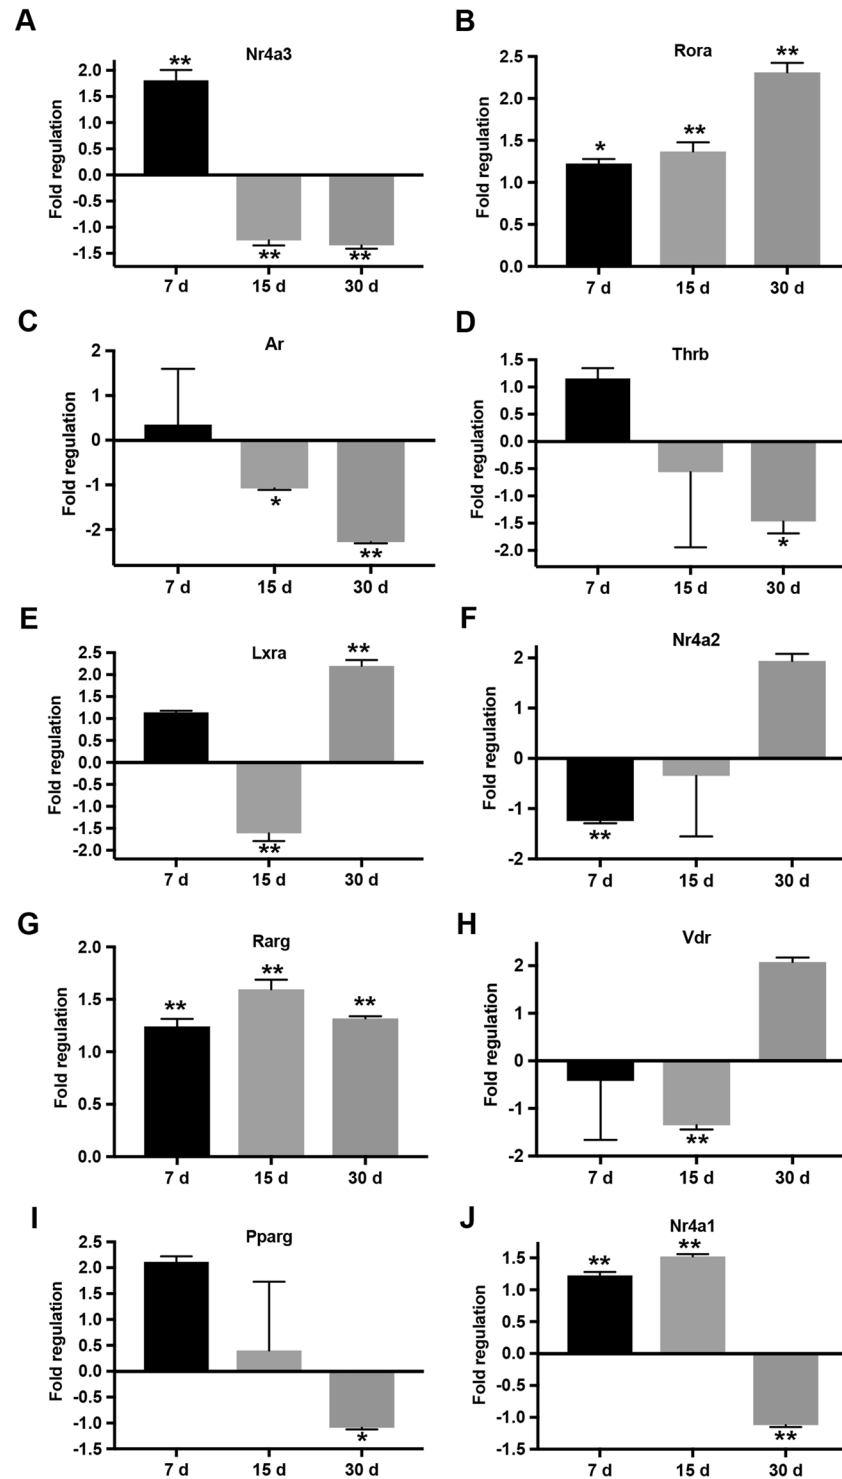 A
Nr4a3
Fold regulation
2.0
1.5
1.0
0.5
0.0
-0.5
-1.0
-1.5
**
**
**
7 d 15 d 30 d
B
Rora
Fold regulation
2.5
2.0
1.5
1.0
0.5
0.0
*
**
**
7 d 15 d 30 d
C
Ar
Fold regulation
2
1
0
-1
-2
*
**
7 d 15 d 30 d
D
Thrb
Fold regulation
1.5
1.0
0.5
0.0
-0.5
-1.0
-1.5
-2.0
*
7 d 15 d 30 d
E
Lxra
Fold regulation
2.5
2.0
1.5
1.0
0.5
0.0
-0.5
-1.0
-1.5
-2.0
**
**
7 d 15 d 30 d
F
Nr4a2
Fold regulation
2
1
0
-1
-2
**
7 d 15 d 30 d
G
Rarg
Fold regulation
2.0
1.5
1.0
0.5
0.0
**
**
**
7 d 15 d 30 d
H
Vdr
Fold regulation
2
1
0
-1
-2
**
7 d 15 d 30 d
I
Pparg
Fold regulation
2.5
2.0
1.5
1.0
0.5
0.0
-0.5
-1.0
-1.5
*
7 d 15 d 30 d
J
Nr4a1
Fold regulation
1.5
1.0
0.5
0.0
-0.5
-1.0
-1.5
**
**
**
7 d 15 d 30 d